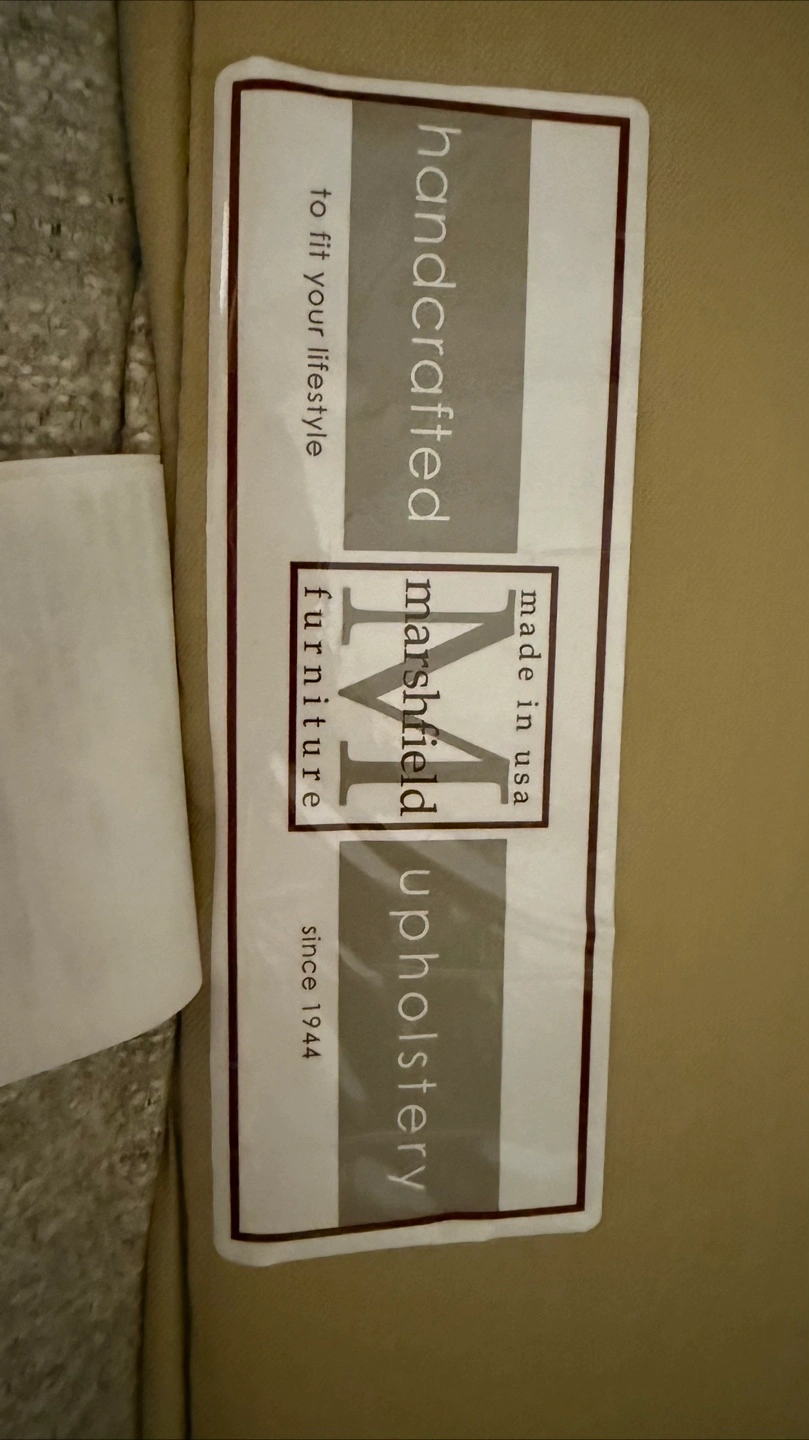 handcrafted
to fit your lifestyle
made in usa
M
marshfield
furniture
upholstery
since 1944